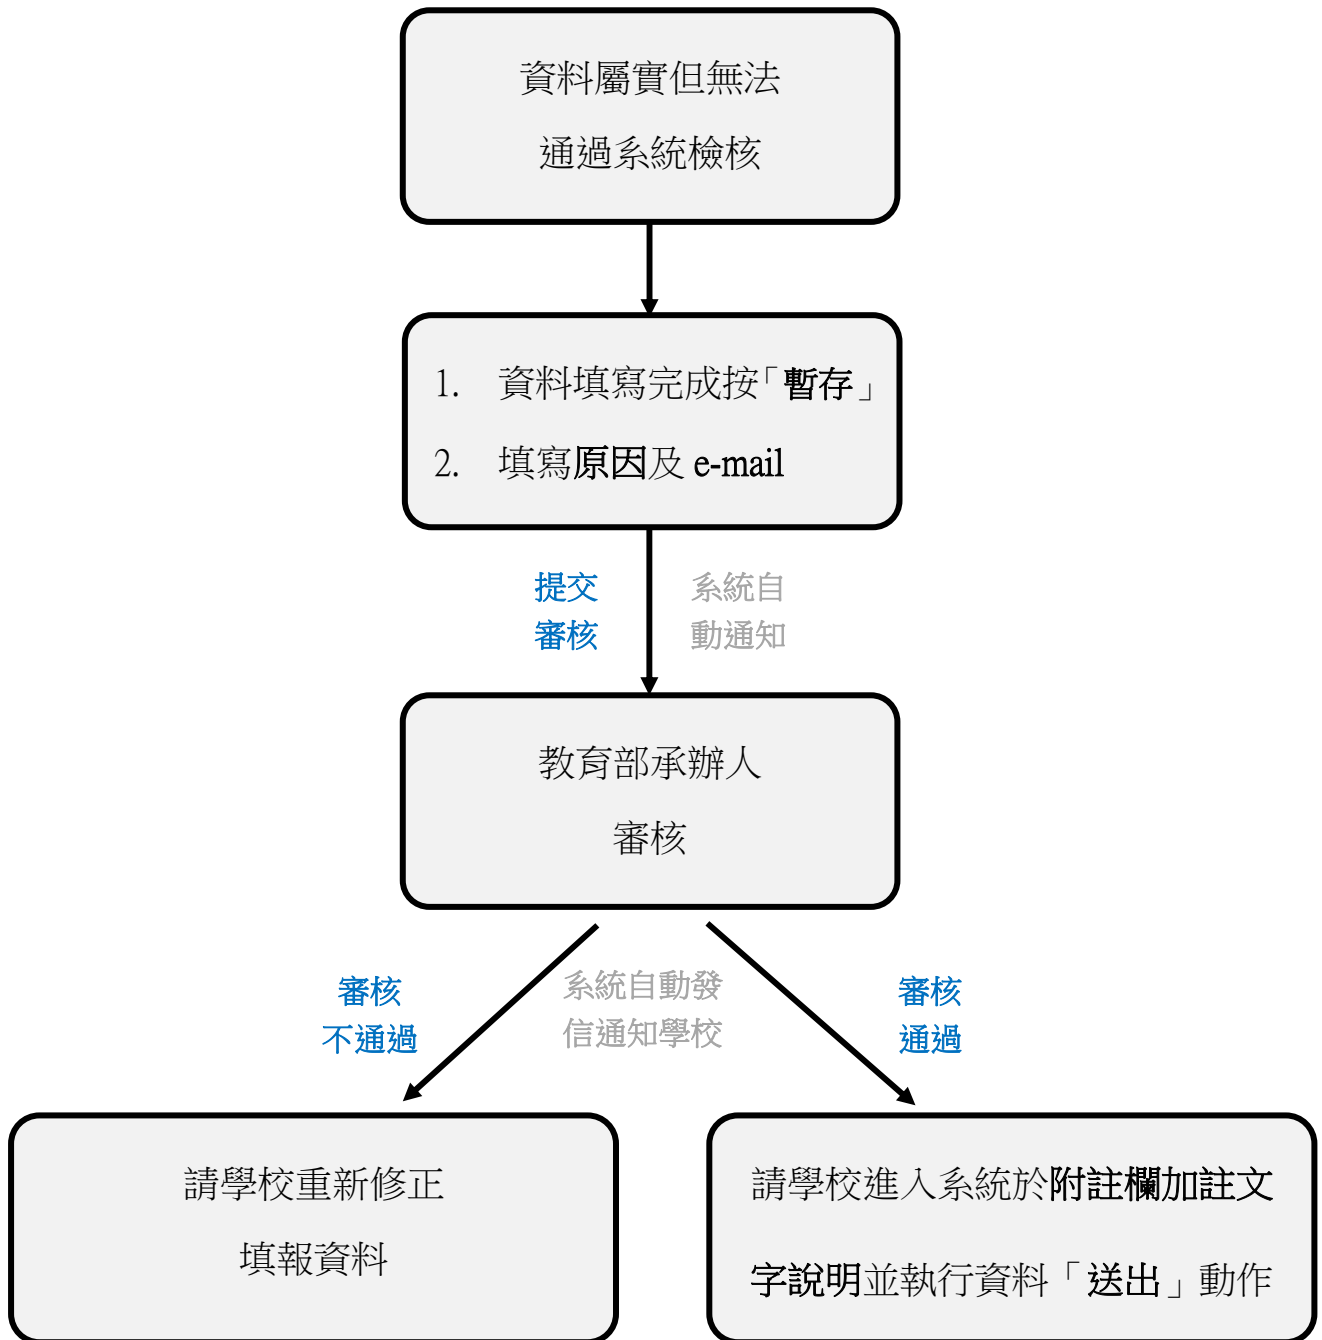 資料屬實但無法
通過系統檢核
1. 資料填寫完成按「暫存」
2. 填寫原因及 e-mail
提交
審核
系統自
動通知
教育部承辦人
審核
審核
不通過
系統自動發
信通知學校
審核
通過
請學校重新修正
填報資料
請學校進入系統於附註欄加註文
字說明並執行資料「送出」動作